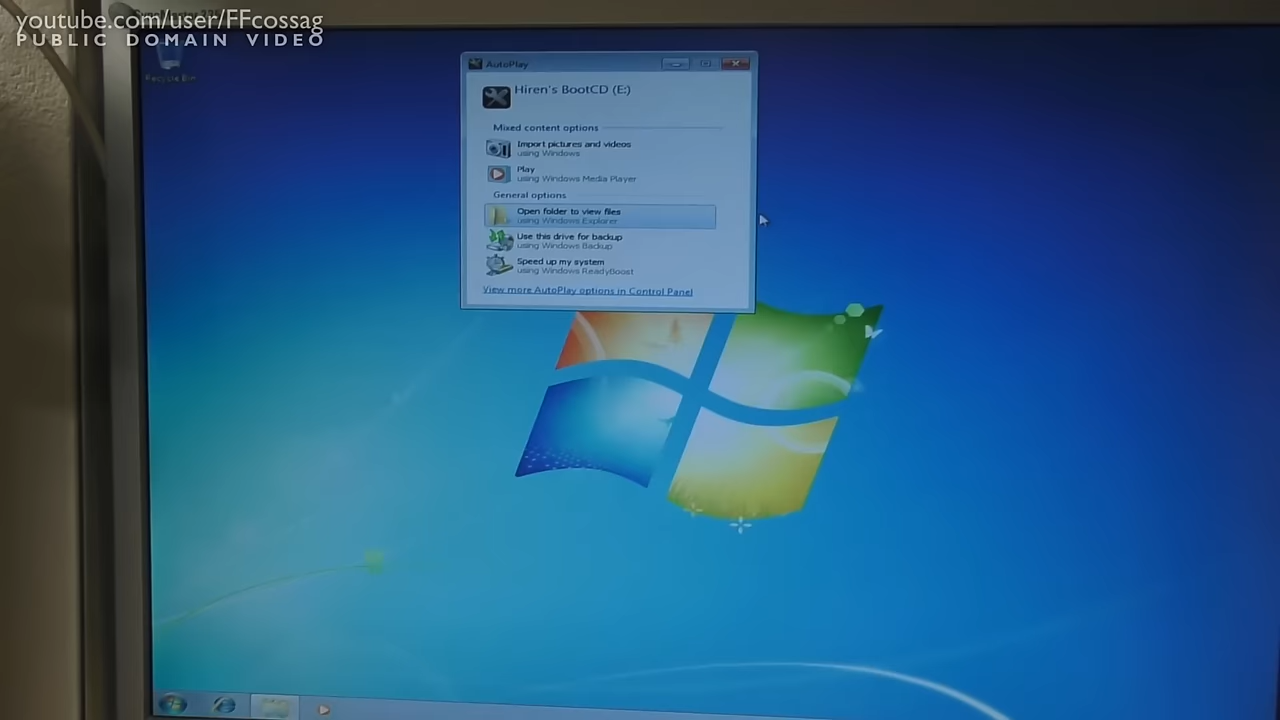 youtube.com/user/FFcossag
PUBLIC DOMAIN VIDEO
Recycle Bin
AutoPlay
Hiren's BootCD (E:)
Mixed content options
Import pictures and videos
using Windows
Play
using Windows Media Player
General options
Open folder to view files
using Windows Explorer
Use this drive for backup
using Windows Backup
Speed up my system
using Windows ReadyBoost
View more AutoPlay options in Control Panel